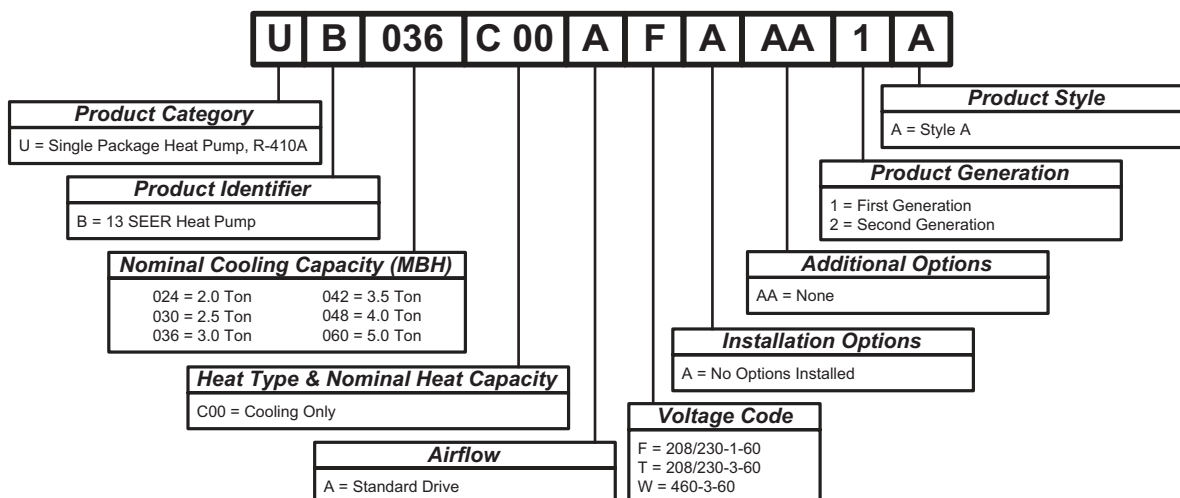 U B 036 C 00 A F A AA 1 A
Product Category
U = Single Package Heat Pump, R-410A
Product Identifier
B = 13 SEER Heat Pump
Nominal Cooling Capacity (MBH)
024 = 2.0 Ton 042 = 3.5 Ton
030 = 2.5 Ton 048 = 4.0 Ton
036 = 3.0 Ton 060 = 5.0 Ton
Heat Type & Nominal Heat Capacity
C00 = Cooling Only
Airflow
A = Standard Drive
Voltage Code
F = 208/230-1-60
T = 208/230-3-60
W = 460-3-60
Installation Options
A = No Options Installed
Additional Options
AA = None
Product Generation
1 = First Generation
2 = Second Generation
Product Style
A = Style A